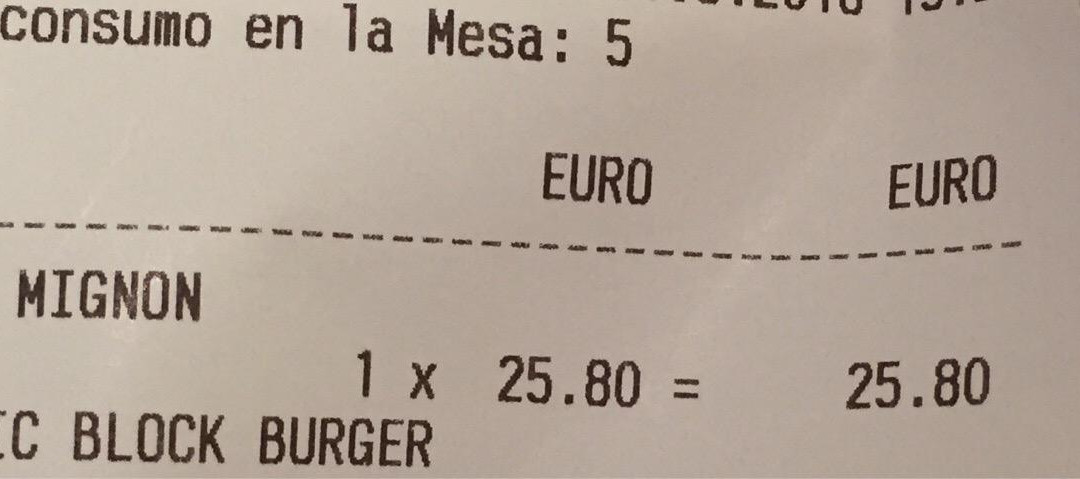 consumo en la Mesa: 5
EURO EURO
MIGNON
1 x 25.80 = 25.80
BLOCK BURGER